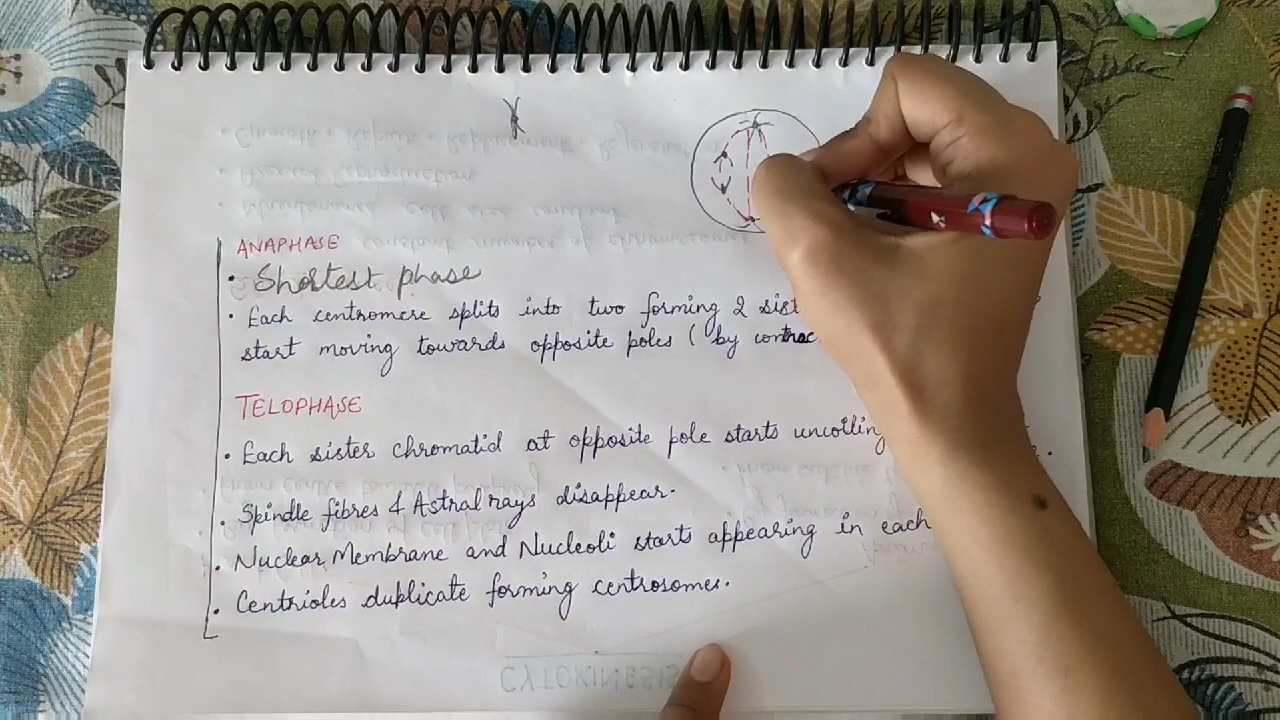 ANAPHASE
• Shortest phase
• Each centromere splits into two forming 2
start moving towards opposite poles ( by
TELOPHASE
• Each sister chromatid at opposite pole starts uncoiling
• Spindle fibres & Astral rays disappear.
• Nuclear Membrane and Nucleoli starts appearing in each
• Centrioles duplicate forming centrosomes.
CYTOKINESIS